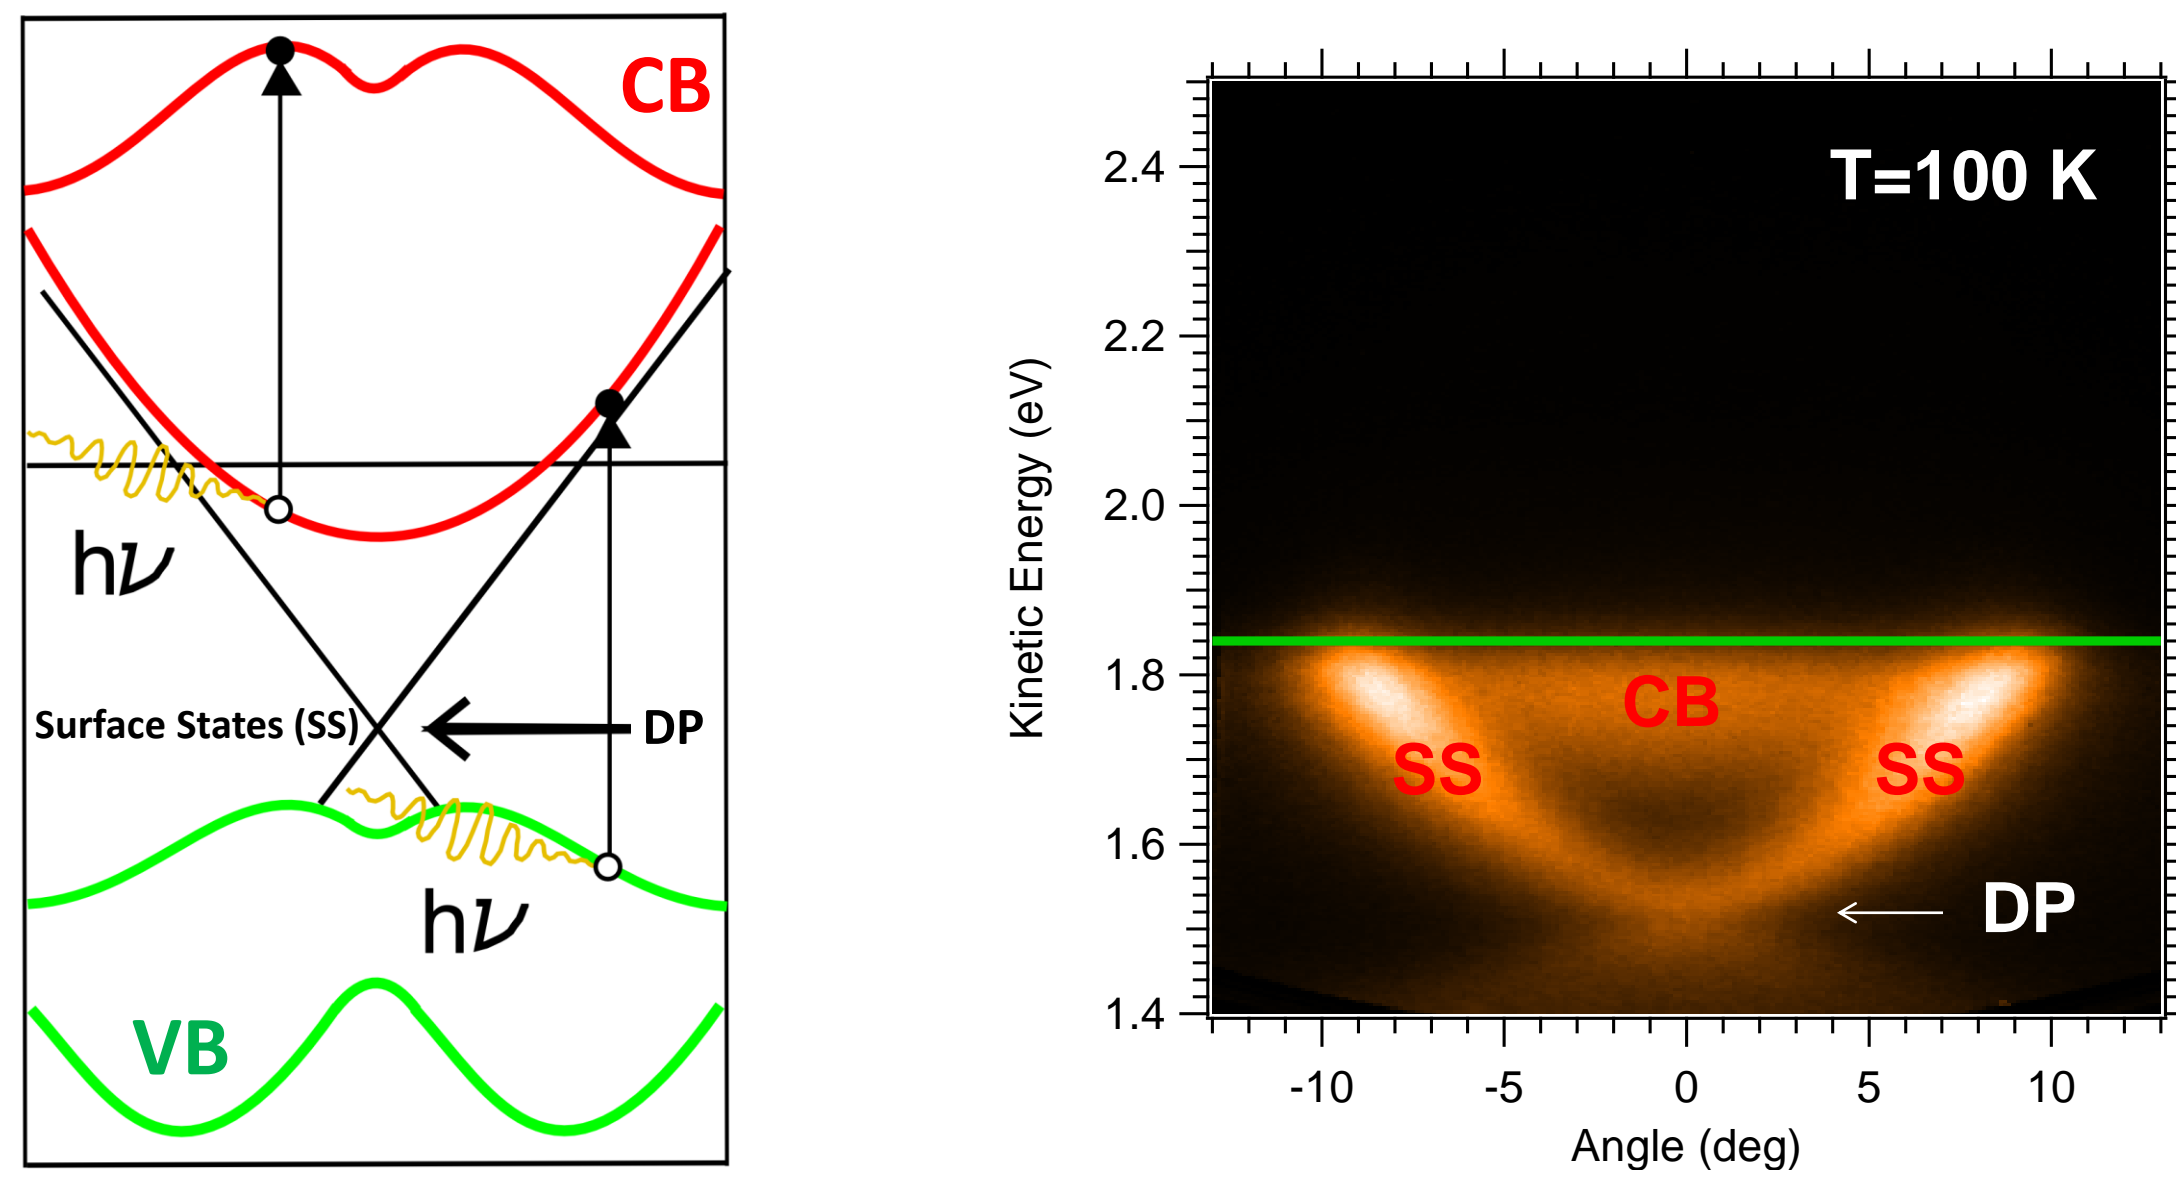 CB
hν
Surface States (SS)
DP
hν
VB
T=100 K
CB
SS
SS
DP
Kinetic Energy (eV)
2.4
2.2
2.0
1.8
1.6
1.4
-10 -5 0 5 10
Angle (deg)